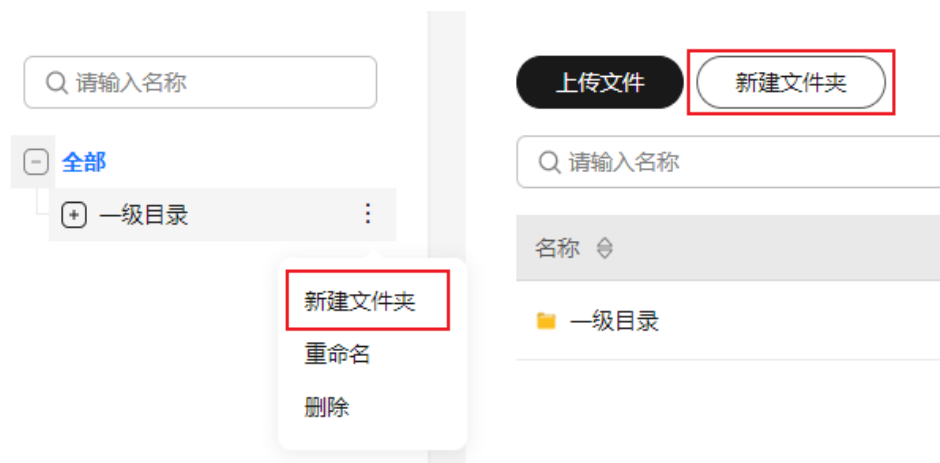 请输入名称
全部
一级目录
新建文件夹
重命名
删除
上传文件
新建文件夹
请输入名称
名称
一级目录